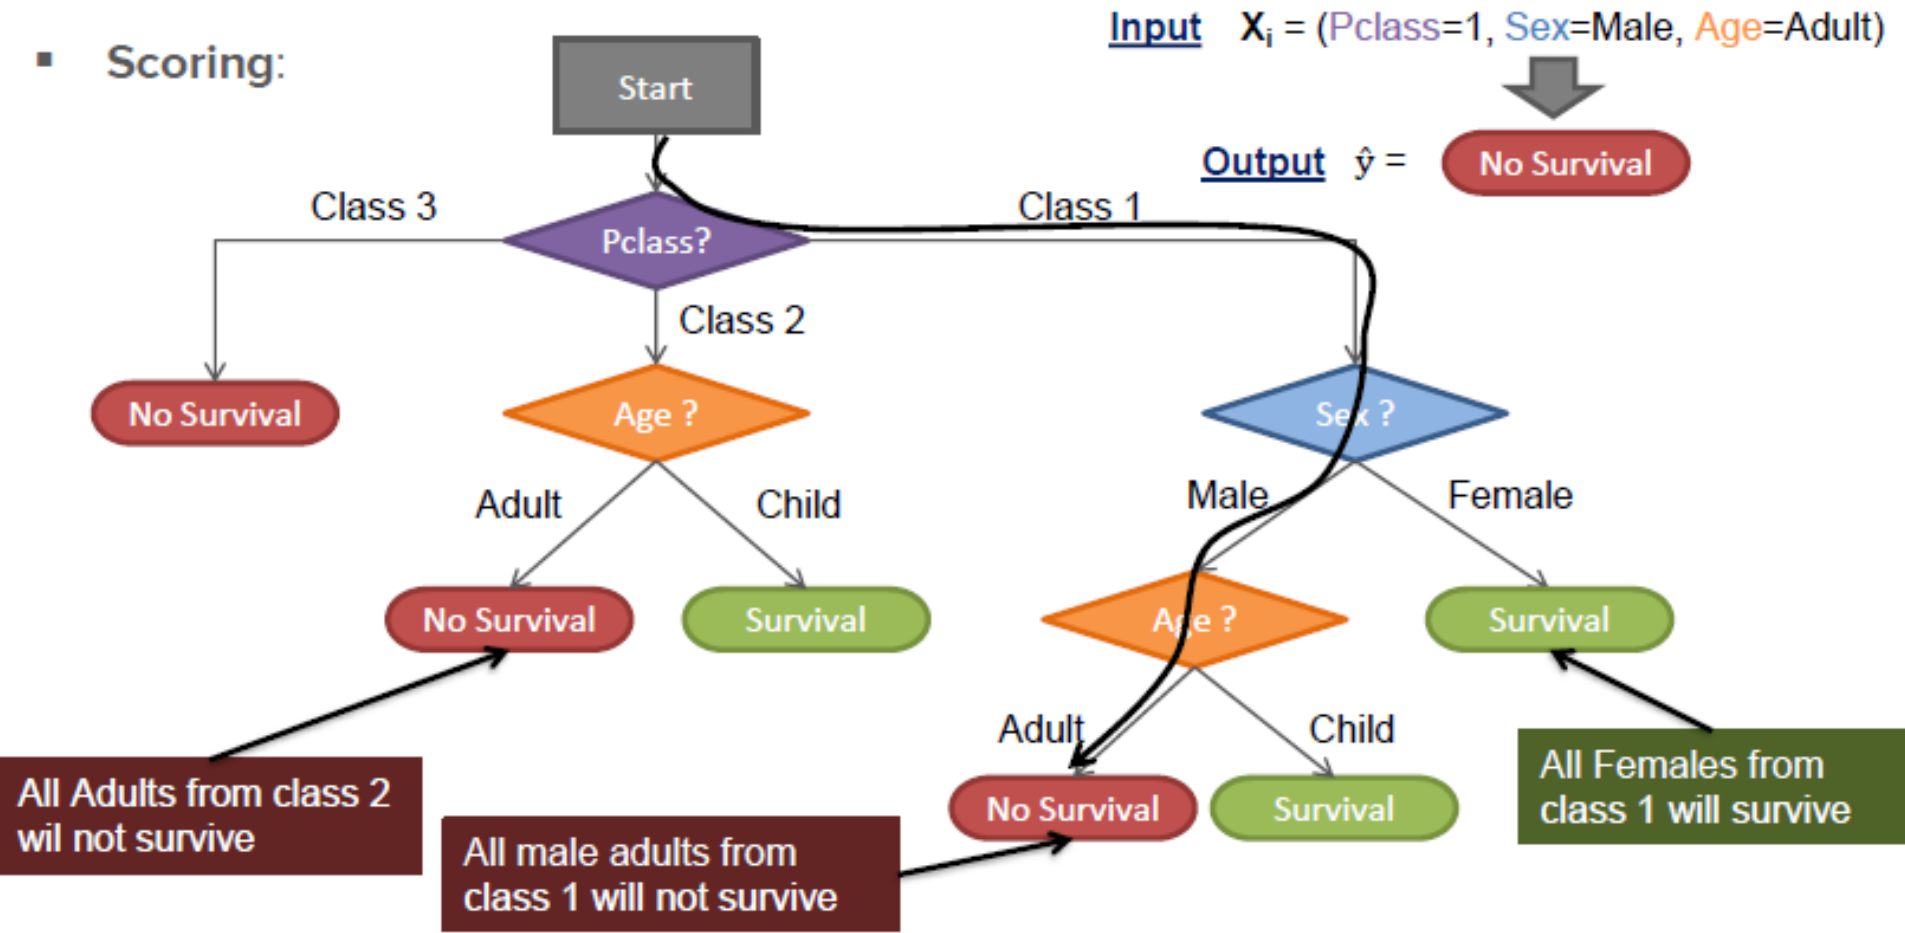 ▪ Scoring:
Input Xi = (Pclass=1, Sex=Male, Age=Adult)
Start
Output ŷ = No Survival
Class 3
Class 1
Pclass?
Class 2
No Survival
Age ?
Sex ?
Adult
Child
Male
Female
No Survival
Survival
Age ?
Survival
Adult
Child
No Survival
Survival
All Adults from class 2
wil not survive
All male adults from
class 1 will not survive
All Females from
class 1 will survive